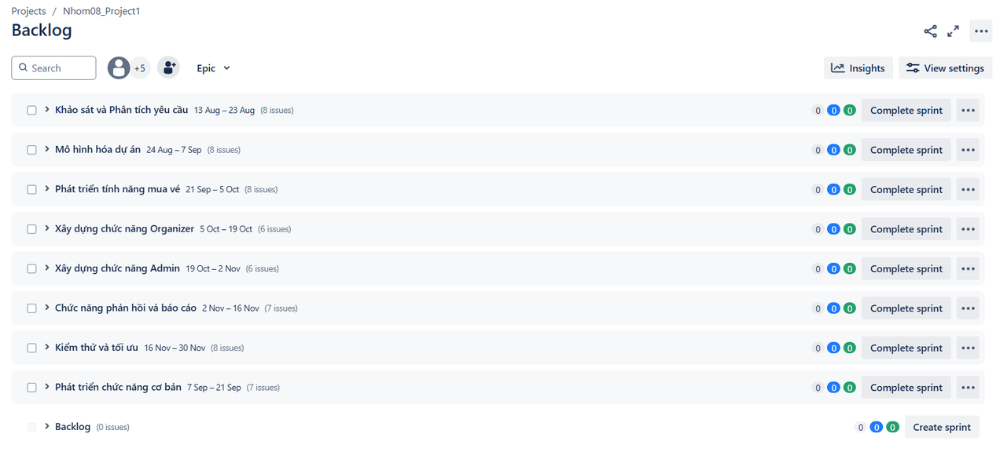 Projects / Nhom08_Project1
Backlog
Search +5 Epic Insights View settings
Khảo sát và Phân tích yêu cầu 13 Aug – 23 Aug (8 issues) 0 0 0 Complete sprint
Mô hình hóa dự án 24 Aug – 7 Sep (8 issues) 0 0 0 Complete sprint
Phát triển tính năng mua vé 21 Sep – 5 Oct (8 issues) 0 0 0 Complete sprint
Xây dựng chức năng Organizer 5 Oct – 19 Oct (6 issues) 0 0 0 Complete sprint
Xây dựng chức năng Admin 19 Oct – 2 Nov (6 issues) 0 0 0 Complete sprint
Chức năng phản hồi và báo cáo 2 Nov – 16 Nov (7 issues) 0 0 0 Complete sprint
Kiểm thử và tối ưu 16 Nov – 30 Nov (8 issues) 0 0 0 Complete sprint
Phát triển chức năng cơ bản 7 Sep – 21 Sep (7 issues) 0 0 0 Complete sprint
Backlog (0 issues) 0 0 0 Create sprint